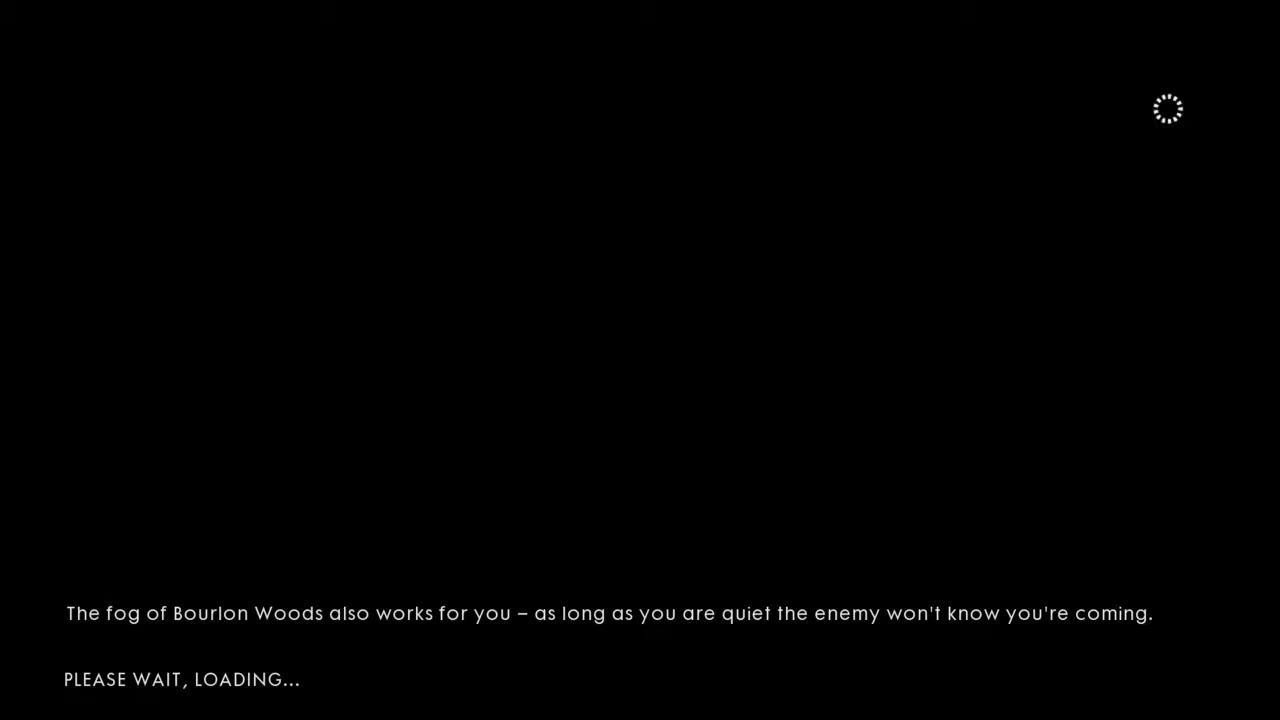 The fog of Bourlon Woods also works for you – as long as you are quiet the enemy won't know you're coming.
PLEASE WAIT, LOADING...